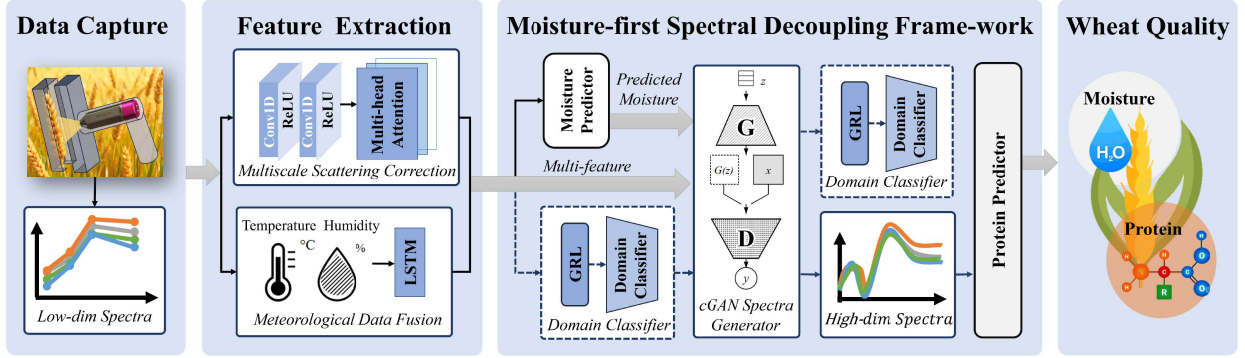 Data Capture
Low-dim Spectra
Feature Extraction
Conv1D
ReLU
Conv1D
ReLU
Multi-head
Attention
Multiscale Scattering Correction
Temperature
Humidity
°C
%
LSTM
Meteorological Data Fusion
Moisture-first Spectral Decoupling Frame-work
Moisture
Predictor
Predicted
Moisture
Multi-feature
GRL
Domain
Classifier
Domain Classifier
z
G
G(z)
x
D
y
cGAN Spectra
Generator
GRL
Domain
Classifier
Domain Classifier
High-dim Spectra
Protein Predictor
Wheat Quality
Moisture
H₂O
Protein
H
H
H
H
N
C
C
O
R